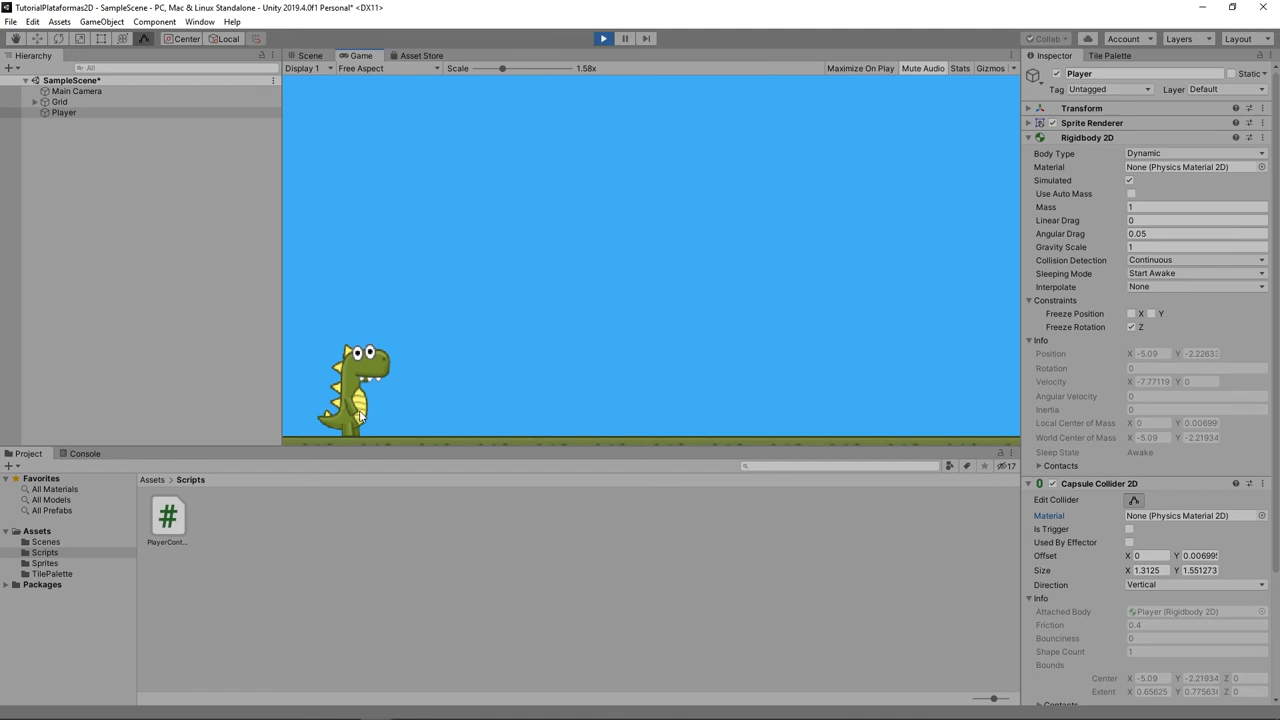 TutorialPlataformas2D - SampleScene - PC, Mac & Linux Standalone - Unity 2019.4.0f1 Personal* <DX11>
File Edit Assets GameObject Component Window Help
Center Local Collab Account Layers Layout
Hierarchy Scene Game Asset Store Inspector Tile Palette
All Display 1 Free Aspect Scale 1.58x Maximize On Play Mute Audio Stats Gizmos
SampleScene*
Main Camera
Grid
Player
Player Static
Tag Untagged Layer Default
Transform
Sprite Renderer
Rigidbody 2D
Body Type Dynamic
Material None (Physics Material 2D)
Simulated
Use Auto Mass
Mass 1
Linear Drag 0
Angular Drag 0.05
Gravity Scale 1
Collision Detection Continuous
Sleeping Mode Start Awake
Interpolate None
Constraints
Freeze Position X Y
Freeze Rotation Z
Info
Position X -5.09 Y -2.22633
Rotation 0
Velocity X -7.77119 Y 0
Angular Velocity 0
Inertia 0
Local Center of Mass X 0 Y 0.00699
World Center of Mass X -5.09 Y -2.21934
Sleep State Awake
Contacts
Capsule Collider 2D
Edit Collider
Material None (Physics Material 2D)
Is Trigger
Used By Effector
Offset X 0 Y 0.00699
Size X 1.3125 Y 1.551273
Direction Vertical
Info
Attached Body Player (Rigidbody 2D)
Friction 0.4
Bounciness 0
Shape Count 1
Bounds
Center X -5.09 Y -2.21934 Z 0
Extent X 0.65625 Y 0.77563 Z 0
Contacts
Project Console
17
Favorites
All Materials
All Models
All Prefabs
Assets
Scenes
Scripts
Sprites
TilePalette
Packages
Assets > Scripts
#
PlayerCont...